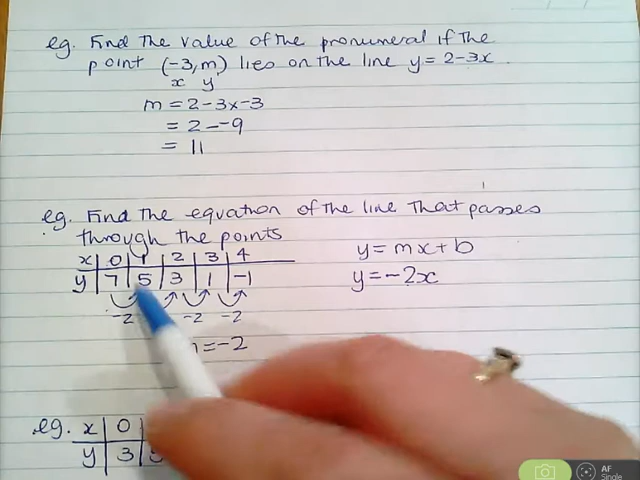 eg. Find the value of the pronumeral if the
point (-3,m) lies on the line y = 2-3x.
x y
m = 2-3x-3
= 2--9
= 11
eg. Find the equation of the line that passes
through the points
x 0 1 2 3 4
y 7 5 3 1 -1
-2 -2 -2
= -2
y = mx+b
y = -2x
eg. x 0
y 3
AF
Single